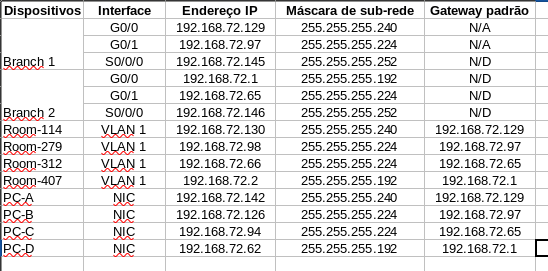 Dispositivos Interface Endereço IP Máscara de sub-rede Gateway padrão
G0/0 192.168.72.129 255.255.255.240 N/A
G0/1 192.168.72.97 255.255.255.224 N/A
Branch 1 S0/0/0 192.168.72.145 255.255.255.252 N/D
G0/0 192.168.72.1 255.255.255.192 N/D
G0/1 192.168.72.65 255.255.255.224 N/D
Branch 2 S0/0/0 192.168.72.146 255.255.255.252 N/D
Room-114 VLAN 1 192.168.72.130 255.255.255.240 192.168.72.129
Room-279 VLAN 1 192.168.72.98 255.255.255.224 192.168.72.97
Room-312 VLAN 1 192.168.72.66 255.255.255.224 192.168.72.65
Room-407 VLAN 1 192.168.72.2 255.255.255.192 192.168.72.1
PC-A NIC 192.168.72.142 255.255.255.240 192.168.72.129
PC-B NIC 192.168.72.126 255.255.255.224 192.168.72.97
PC-C NIC 192.168.72.94 255.255.255.224 192.168.72.65
PC-D NIC 192.168.72.62 255.255.255.192 192.168.72.1